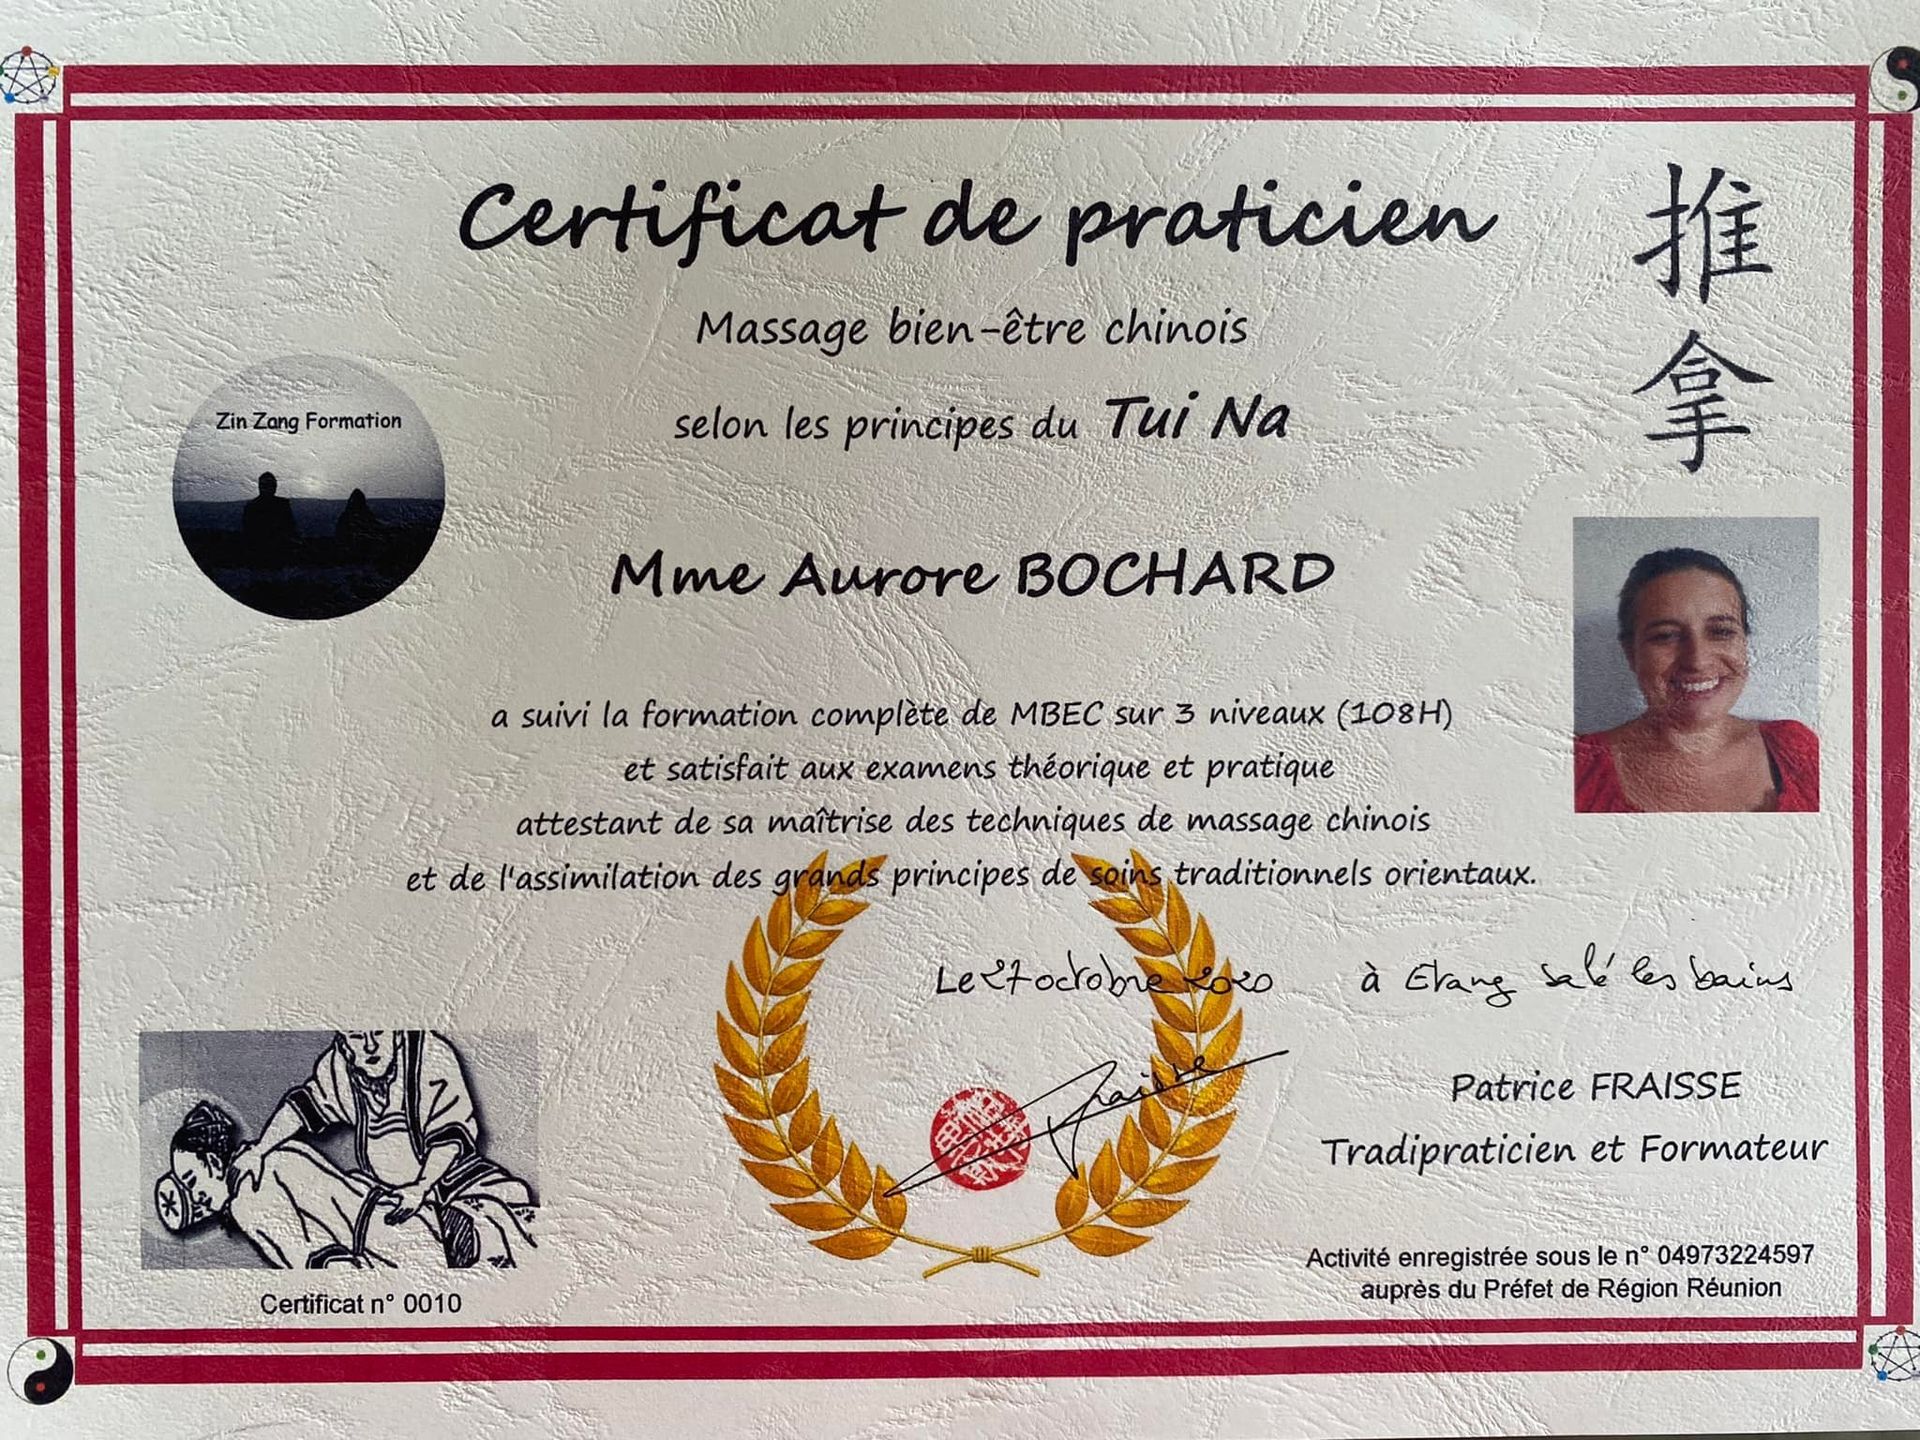 Certificat de praticien
推
拿
Massage bien-être chinois
selon les principes du Tui Na
Zin Zang Formation
Mme Aurore BOCHARD
a suivi la formation complète de MBEC sur 3 niveaux (108H)
et satisfait aux examens théorique et pratique
attestant de sa maîtrise des techniques de massage chinois
et de l'assimilation des grands principes de soins traditionnels orientaux.
Le 27 octobre 2020 à Etang salé les bains
Fraisse
Patrice FRAISSE
Tradipraticien et Formateur
Activité enregistrée sous le n° 04973224597
auprès du Préfet de Région Réunion
Certificat n° 0010